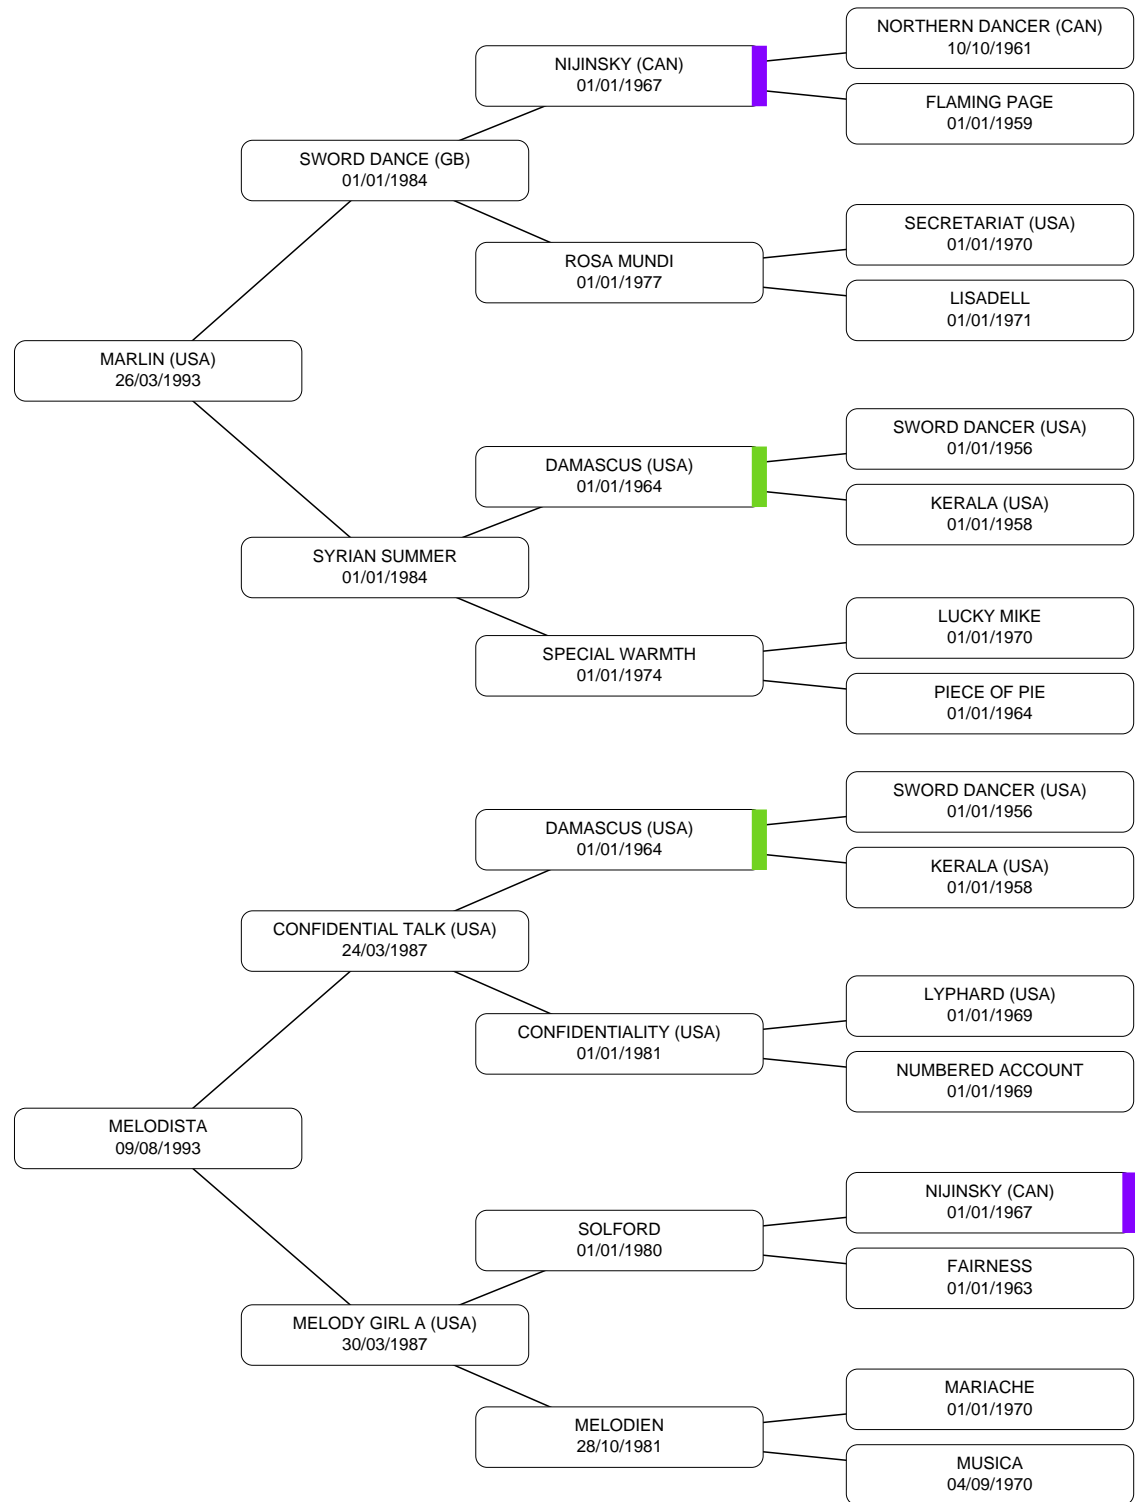 NORTHERN DANCER (CAN)
10/10/1961
NIJINSKY (CAN)
01/01/1967
FLAMING PAGE
01/01/1959
SWORD DANCE (GB)
01/01/1984
SECRETARIAT (USA)
01/01/1970
ROSA MUNDI
01/01/1977
LISADELL
01/01/1971
MARLIN (USA)
26/03/1993
SWORD DANCER (USA)
01/01/1956
DAMASCUS (USA)
01/01/1964
KERALA (USA)
01/01/1958
SYRIAN SUMMER
01/01/1984
LUCKY MIKE
01/01/1970
SPECIAL WARMTH
01/01/1974
PIECE OF PIE
01/01/1964
SWORD DANCER (USA)
01/01/1956
DAMASCUS (USA)
01/01/1964
KERALA (USA)
01/01/1958
CONFIDENTIAL TALK (USA)
24/03/1987
LYPHARD (USA)
01/01/1969
CONFIDENTIALITY (USA)
01/01/1981
NUMBERED ACCOUNT
01/01/1969
MELODISTA
09/08/1993
NIJINSKY (CAN)
01/01/1967
SOLFORD
01/01/1980
FAIRNESS
01/01/1963
MELODY GIRL A (USA)
30/03/1987
MARIACHE
01/01/1970
MELODIEN
28/10/1981
MUSICA
04/09/1970